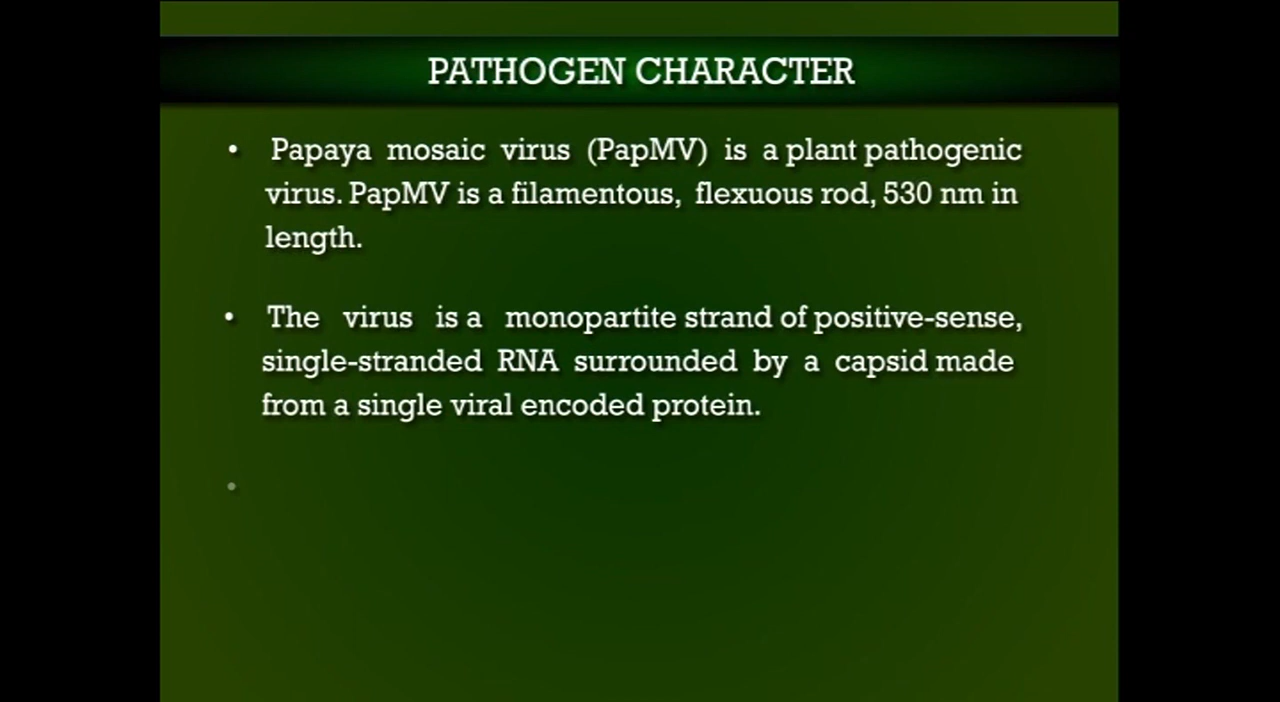 PATHOGEN CHARACTER
• Papaya mosaic virus (PapMV) is a plant pathogenic
virus. PapMV is a filamentous, flexuous rod, 530 nm in
length.
• The virus is a monopartite strand of positive-sense,
single-stranded RNA surrounded by a capsid made
from a single viral encoded protein.
•